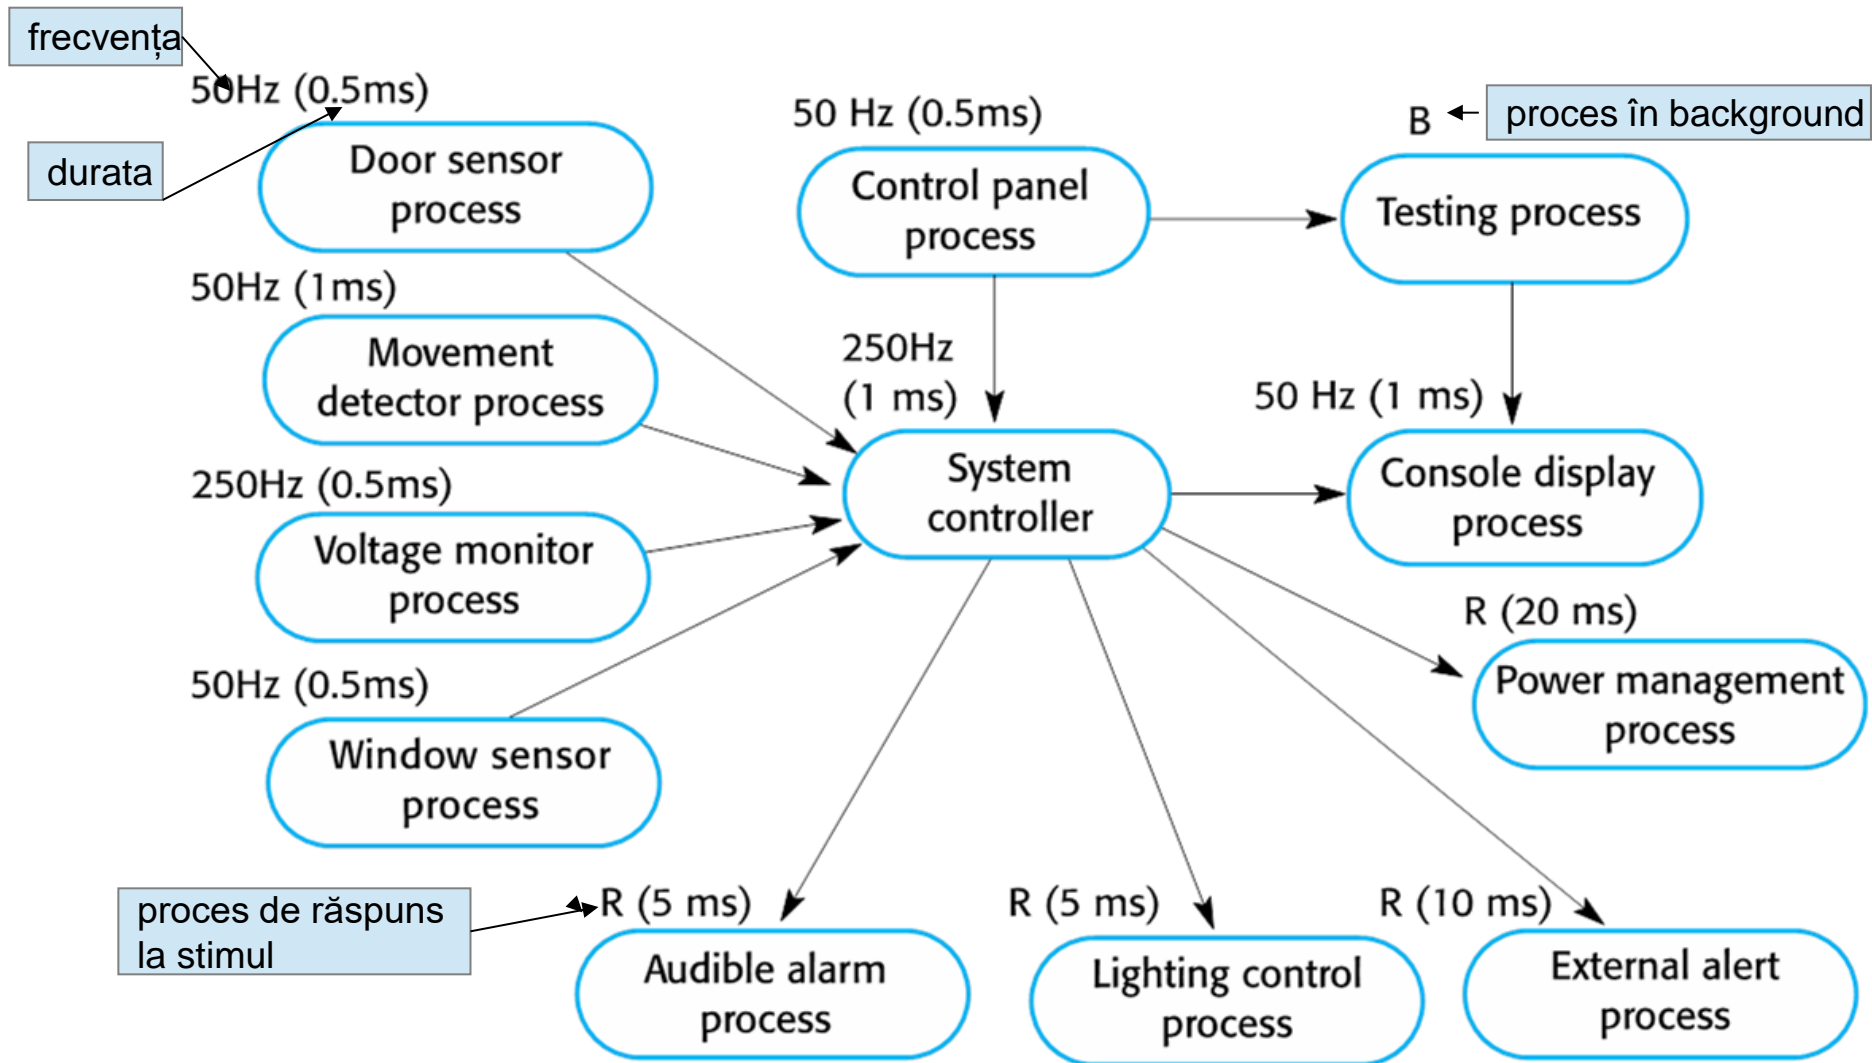 frecvența
50Hz (0.5ms)
durata
Door sensor
process
50Hz (1ms)
Movement
detector process
250Hz (0.5ms)
Voltage monitor
process
50Hz (0.5ms)
Window sensor
process
50 Hz (0.5ms)
Control panel
process
B
proces în background
Testing process
250Hz
(1 ms)
System
controller
50 Hz (1 ms)
Console display
process
R (20 ms)
Power management
process
proces de răspuns
la stimul
R (5 ms)
Audible alarm
process
R (5 ms)
Lighting control
process
R (10 ms)
External alert
process